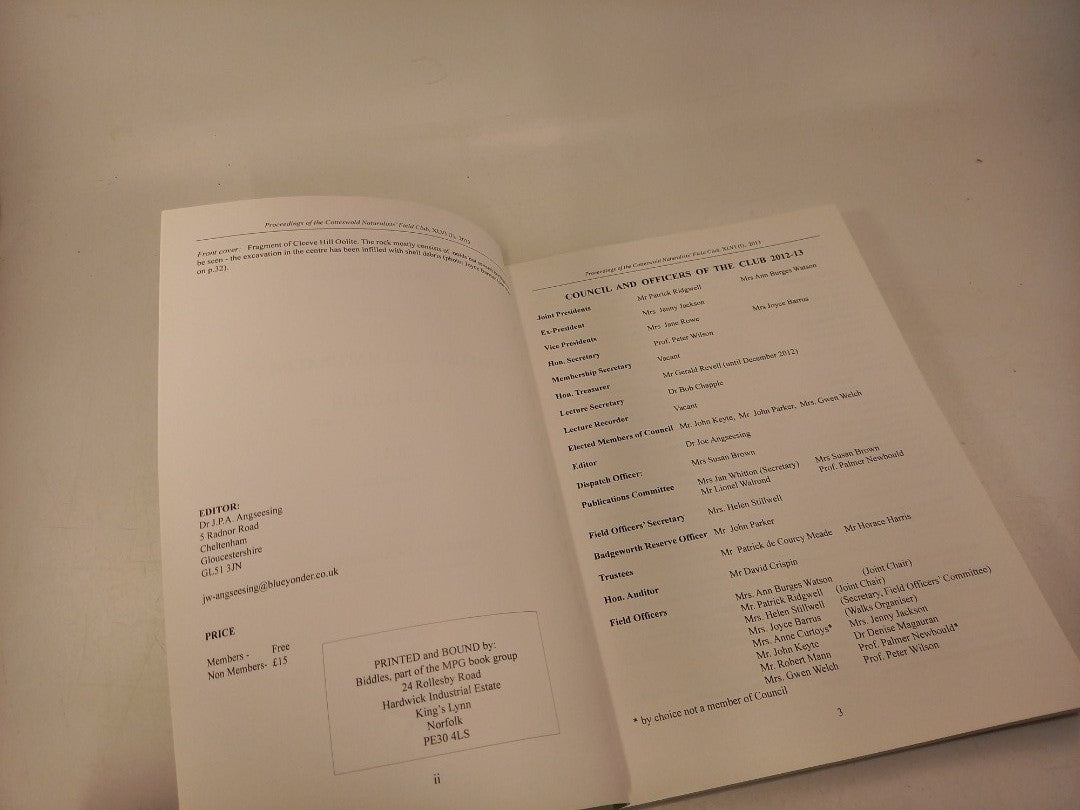 Proceedings of the Cotteswold Naturalists' Field Club, XLVI (I), 2013
Front cover: Fragment of Cleeve Hill Oolite. The rock mostly consists of ooids but
be seen - the excavation in the centre has been infilled with shell debris (photo: Joyce Barrus
on p.32).
EDITOR:
Dr J.P.A. Angseesing
5 Radnor Road
Cheltenham
Gloucestershire
GL51 3JN
jw-angseesing@blueyonder.co.uk
PRICE
Members - Free
Non Members- £15
PRINTED and BOUND by:
Biddles, part of the MPG book group
24 Rollesby Road
Hardwick Industrial Estate
King's Lynn
Norfolk
PE30 4LS
ii
Proceedings of the Cotteswold Naturalists' Field Club, XLVI (I), 2013
COUNCIL AND OFFICERS OF THE CLUB 2012-13
Joint Presidents Mr Patrick Ridgwell Mrs Ann Burges Watson
Ex-President Mrs. Janny Jackson
Vice Presidents Mrs. Jane Rowe Mrs Joyce Barrus
Hon. Secretary Prof. Peter Wilson
Membership Secretary Vacant
Hon. Treasurer Mr Gerald Revell (until December 2012)
Lecture Secretary Dr Bob Chapple
Lecture Recorder Vacant
Elected Members of Council Mr. John Keyte, Mr John Parker, Mrs. Gwen Welch
Editor Dr Joe Angseesing
Dispatch Officer: Mrs Susan Brown
Publications Committee Mrs Jan Whitton (Secretary) Mrs Susan Brown
Mr Lionel Walrond Prof. Palmer Newbould
Field Officers' Secretary Mrs. Helen Stillwell
Badgeworth Reserve Officer Mr John Parker
Trustees Mr Patrick de Courcy Meade Mr Horace Harris
Hon. Auditor Mr David Crispin
Field Officers Mrs. Ann Burges Watson (Joint Chair)
Mr. Patrick Ridgwell (Joint Chair)
Mrs. Helen Stillwell (Secretary, Field Officers' Committee)
Mrs. Joyce Barrus (Walks Organiser)
Mrs. Anne Curtoys* Mrs. Jenny Jackson
Mr. John Keyte Dr Denise Magauran
Mr. Robert Mann Prof. Palmer Newbould*
Mrs. Gwen Welch Prof. Peter Wilson
* by choice not a member of Council
3